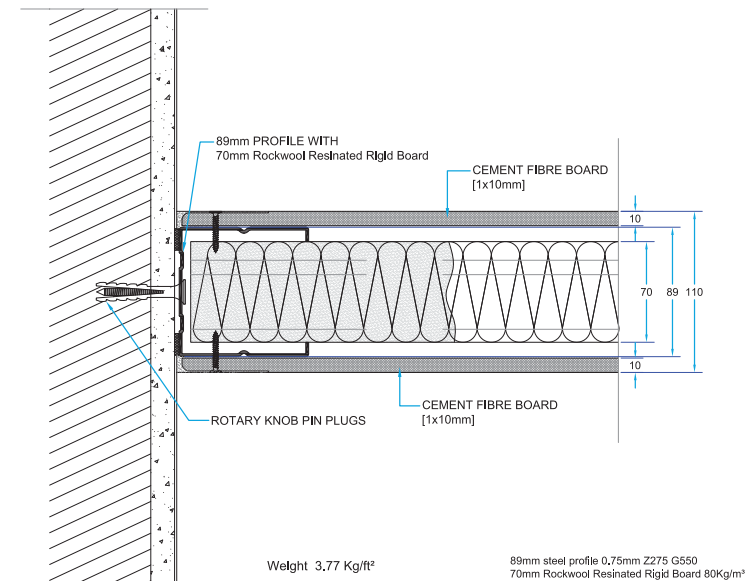 89mm PROFILE WITH
70mm Rockwool Resinated Rigid Board
CEMENT FIBRE BOARD
[1x10mm]
10
70
89
110
10
CEMENT FIBRE BOARD
[1x10mm]
ROTARY KNOB PIN PLUGS
Weight 3.77 Kg/ft²
89mm steel profile 0.75mm Z275 G550
70mm Rockwool Resinated Rigid Board 80Kg/m³